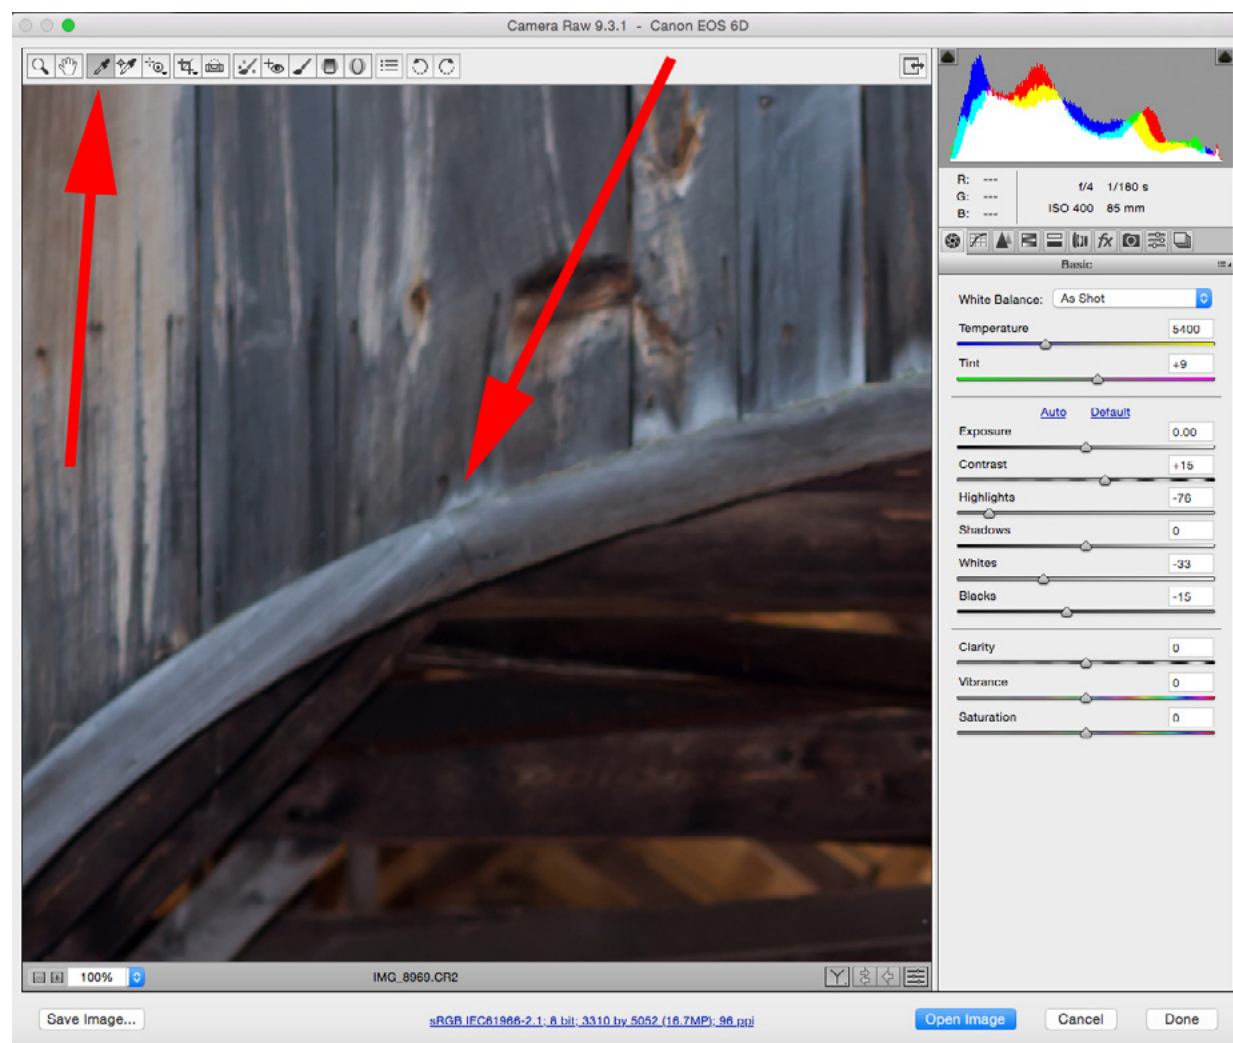 Camera Raw 9.3.1 - Canon EOS 6D
R: ---
G: ---
B: ---
f/4 1/180 s
ISO 400 85 mm
fx
Basic
White Balance: As Shot
Temperature 5400
Tint +9
Auto Default
Exposure 0.00
Contrast +15
Highlights -76
Shadows 0
Whites -33
Blacks -15
Clarity 0
Vibrance 0
Saturation 0
100% IMG_8969.CR2 Y
Save Image... sRGB IEC61966-2.1; 8 bit; 3310 by 5052 (16.7MP); 96 ppi Open Image Cancel Done